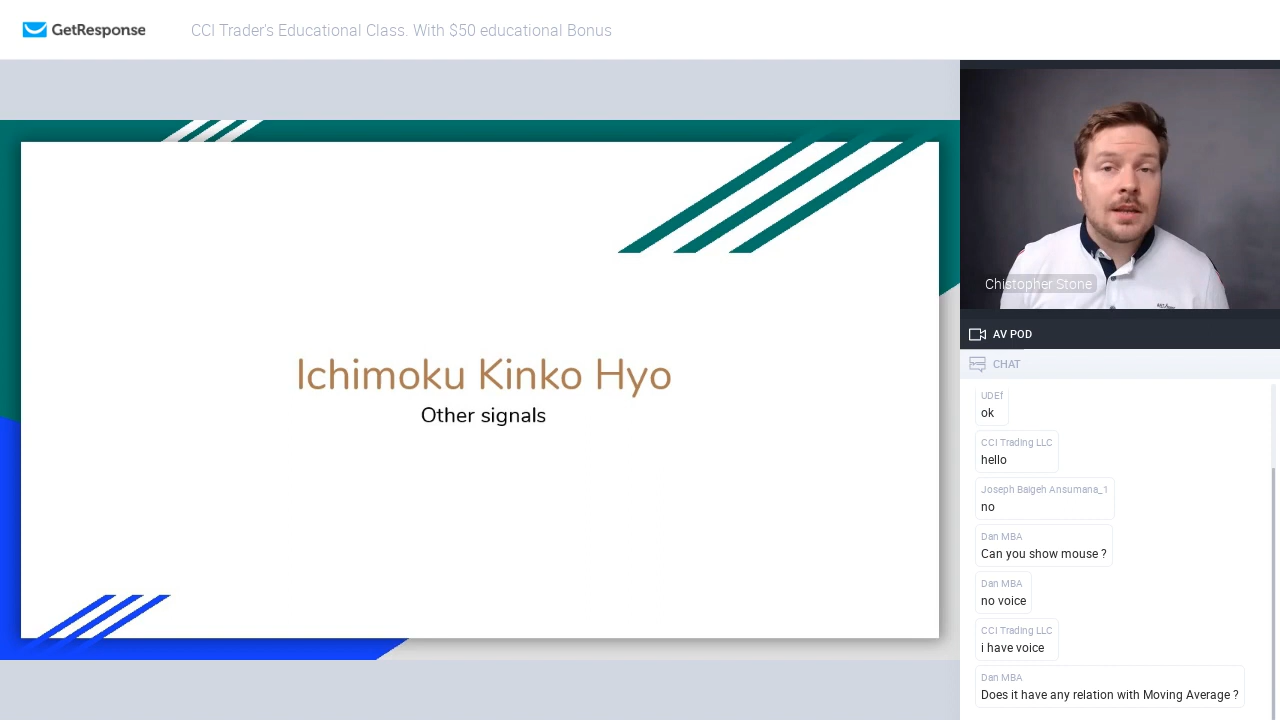 GetResponse
CCI Trader's Educational Class. With $50 educational Bonus
Ichimoku Kinko Hyo
Other signals
Chistopher Stone
AV POD
CHAT
UDEf
ok
CCI Trading LLC
hello
Joseph Baigeh Ansumana_1
no
Dan MBA
Can you show mouse ?
Dan MBA
no voice
CCI Trading LLC
i have voice
Dan MBA
Does it have any relation with Moving Average ?